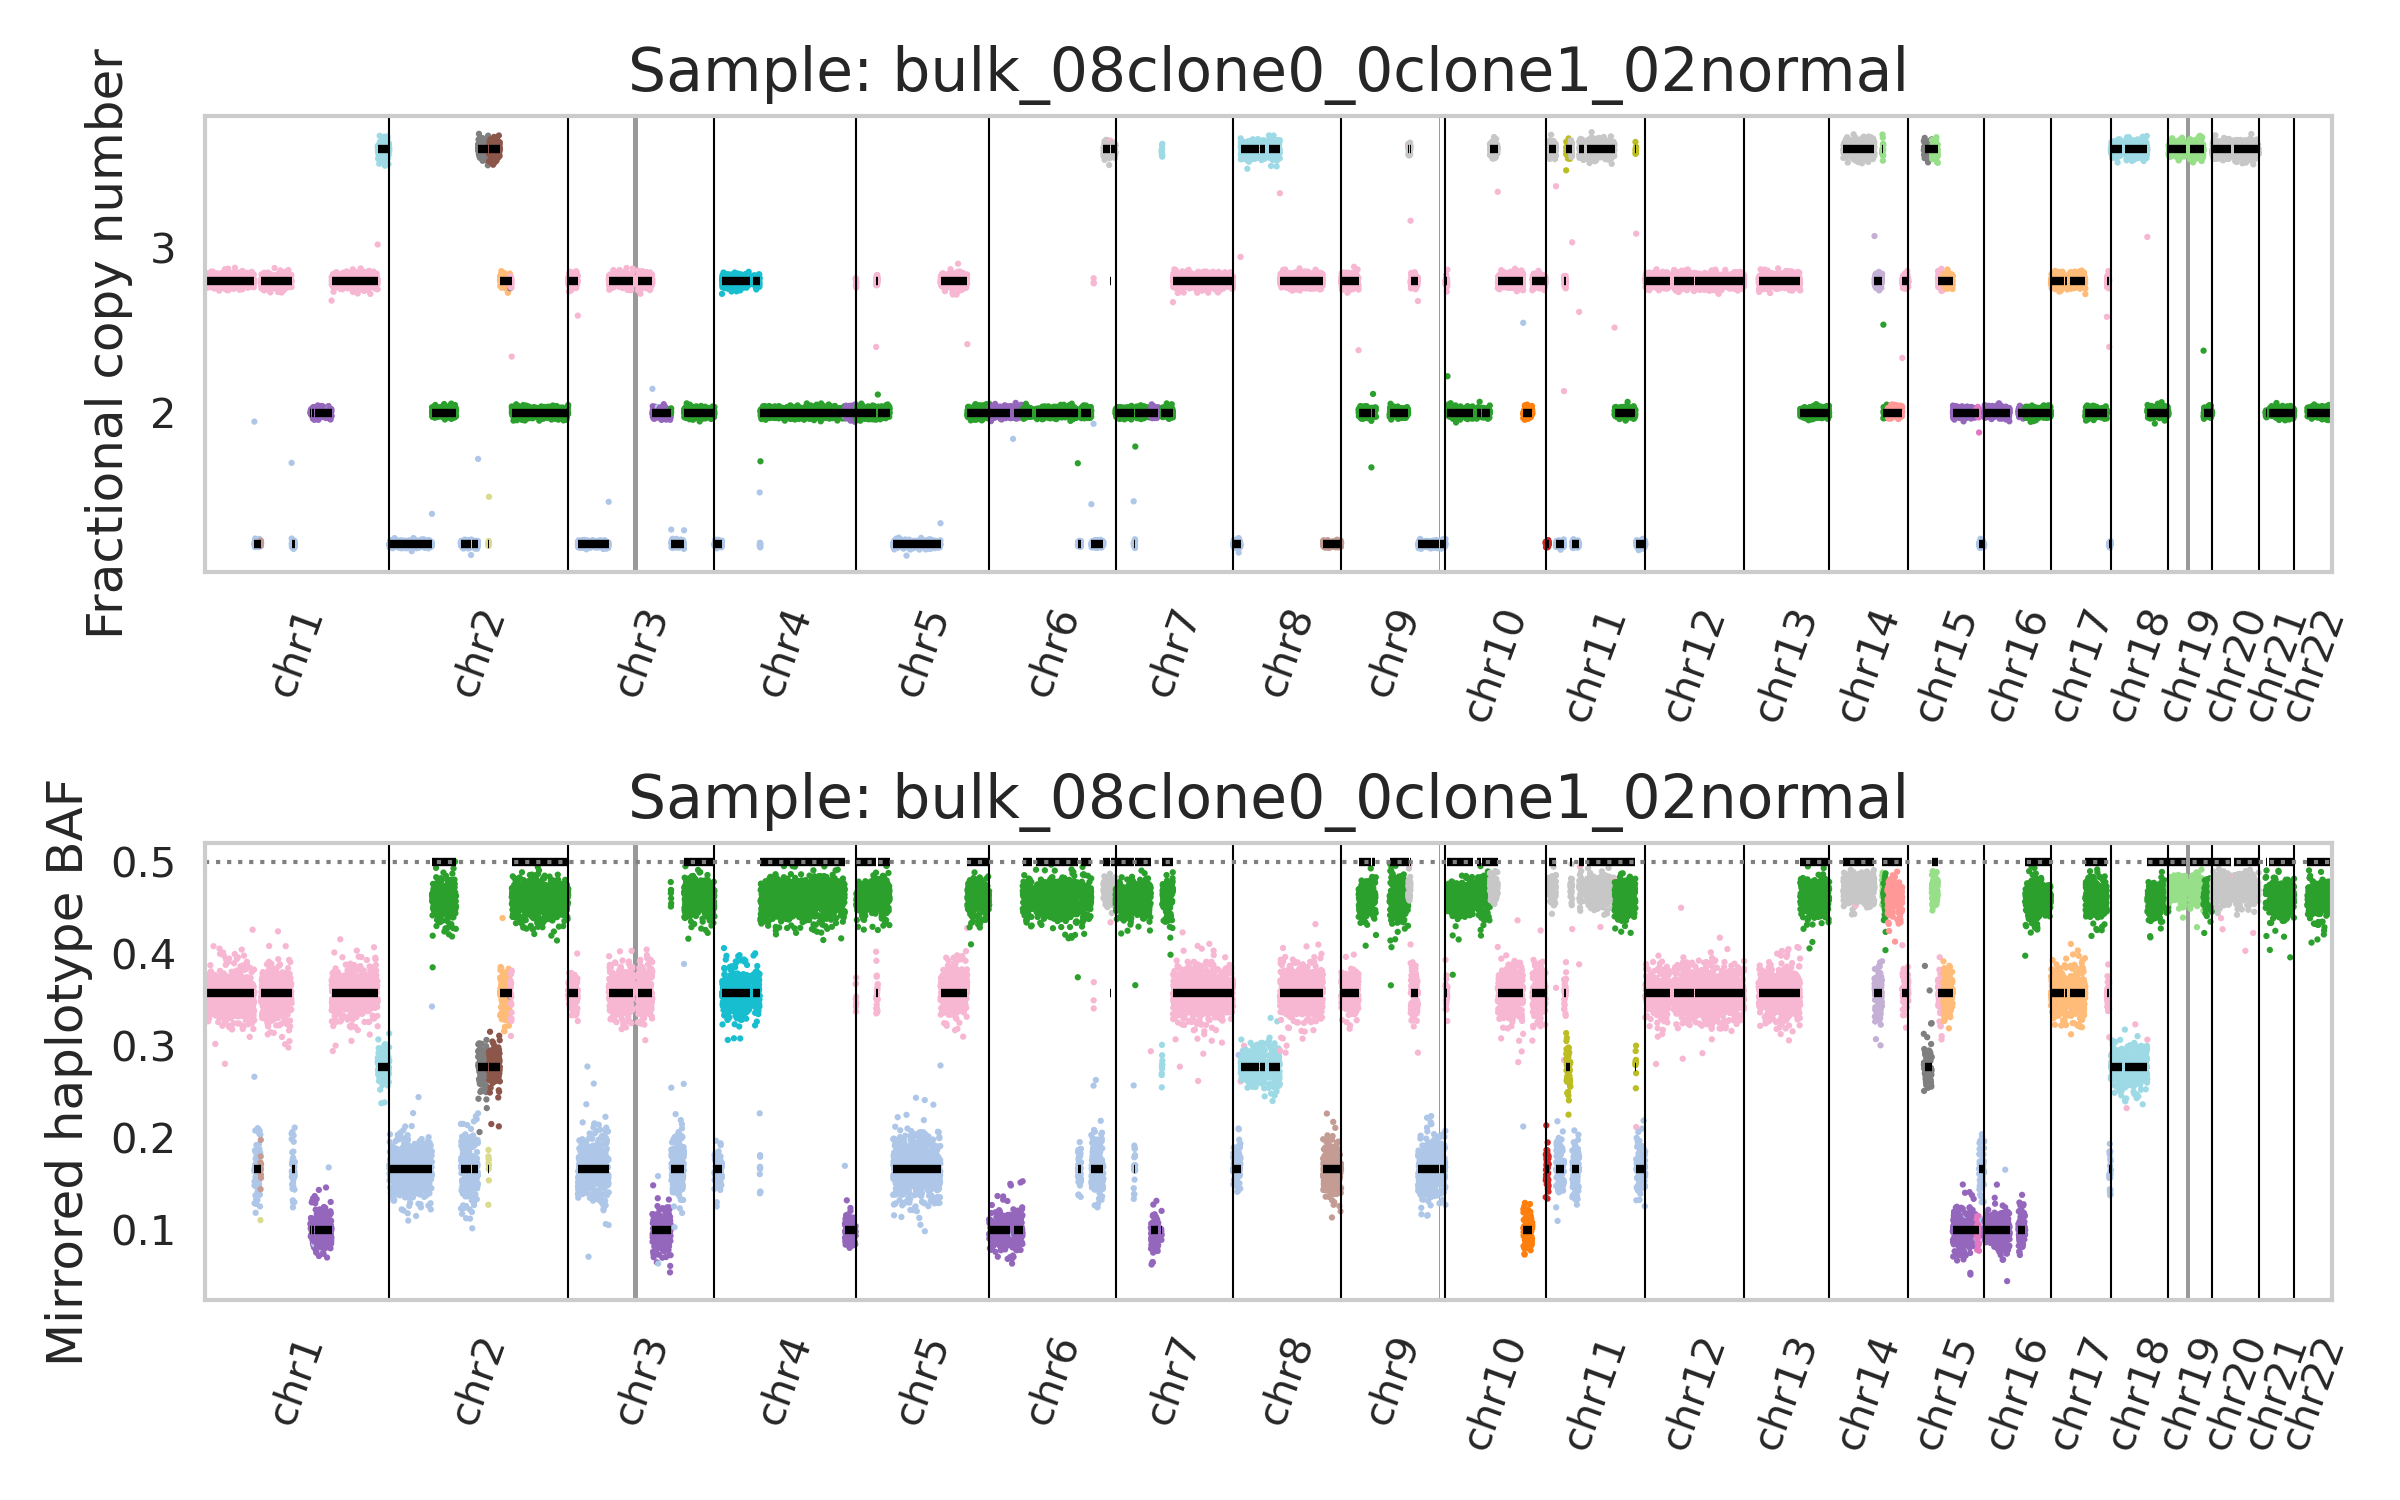 Sample: bulk_08clone0_0clone1_02normal
Fractional copy number
3
2
chr1 chr2 chr3 chr4 chr5 chr6 chr7 chr8 chr9 chr10 chr11 chr12 chr13 chr14 chr15 chr16 chr17 chr18 chr19 chr20 chr21 chr22
Sample: bulk_08clone0_0clone1_02normal
Mirrored haplotype BAF
0.5
0.4
0.3
0.2
0.1
chr1 chr2 chr3 chr4 chr5 chr6 chr7 chr8 chr9 chr10 chr11 chr12 chr13 chr14 chr15 chr16 chr17 chr18 chr19 chr20 chr21 chr22